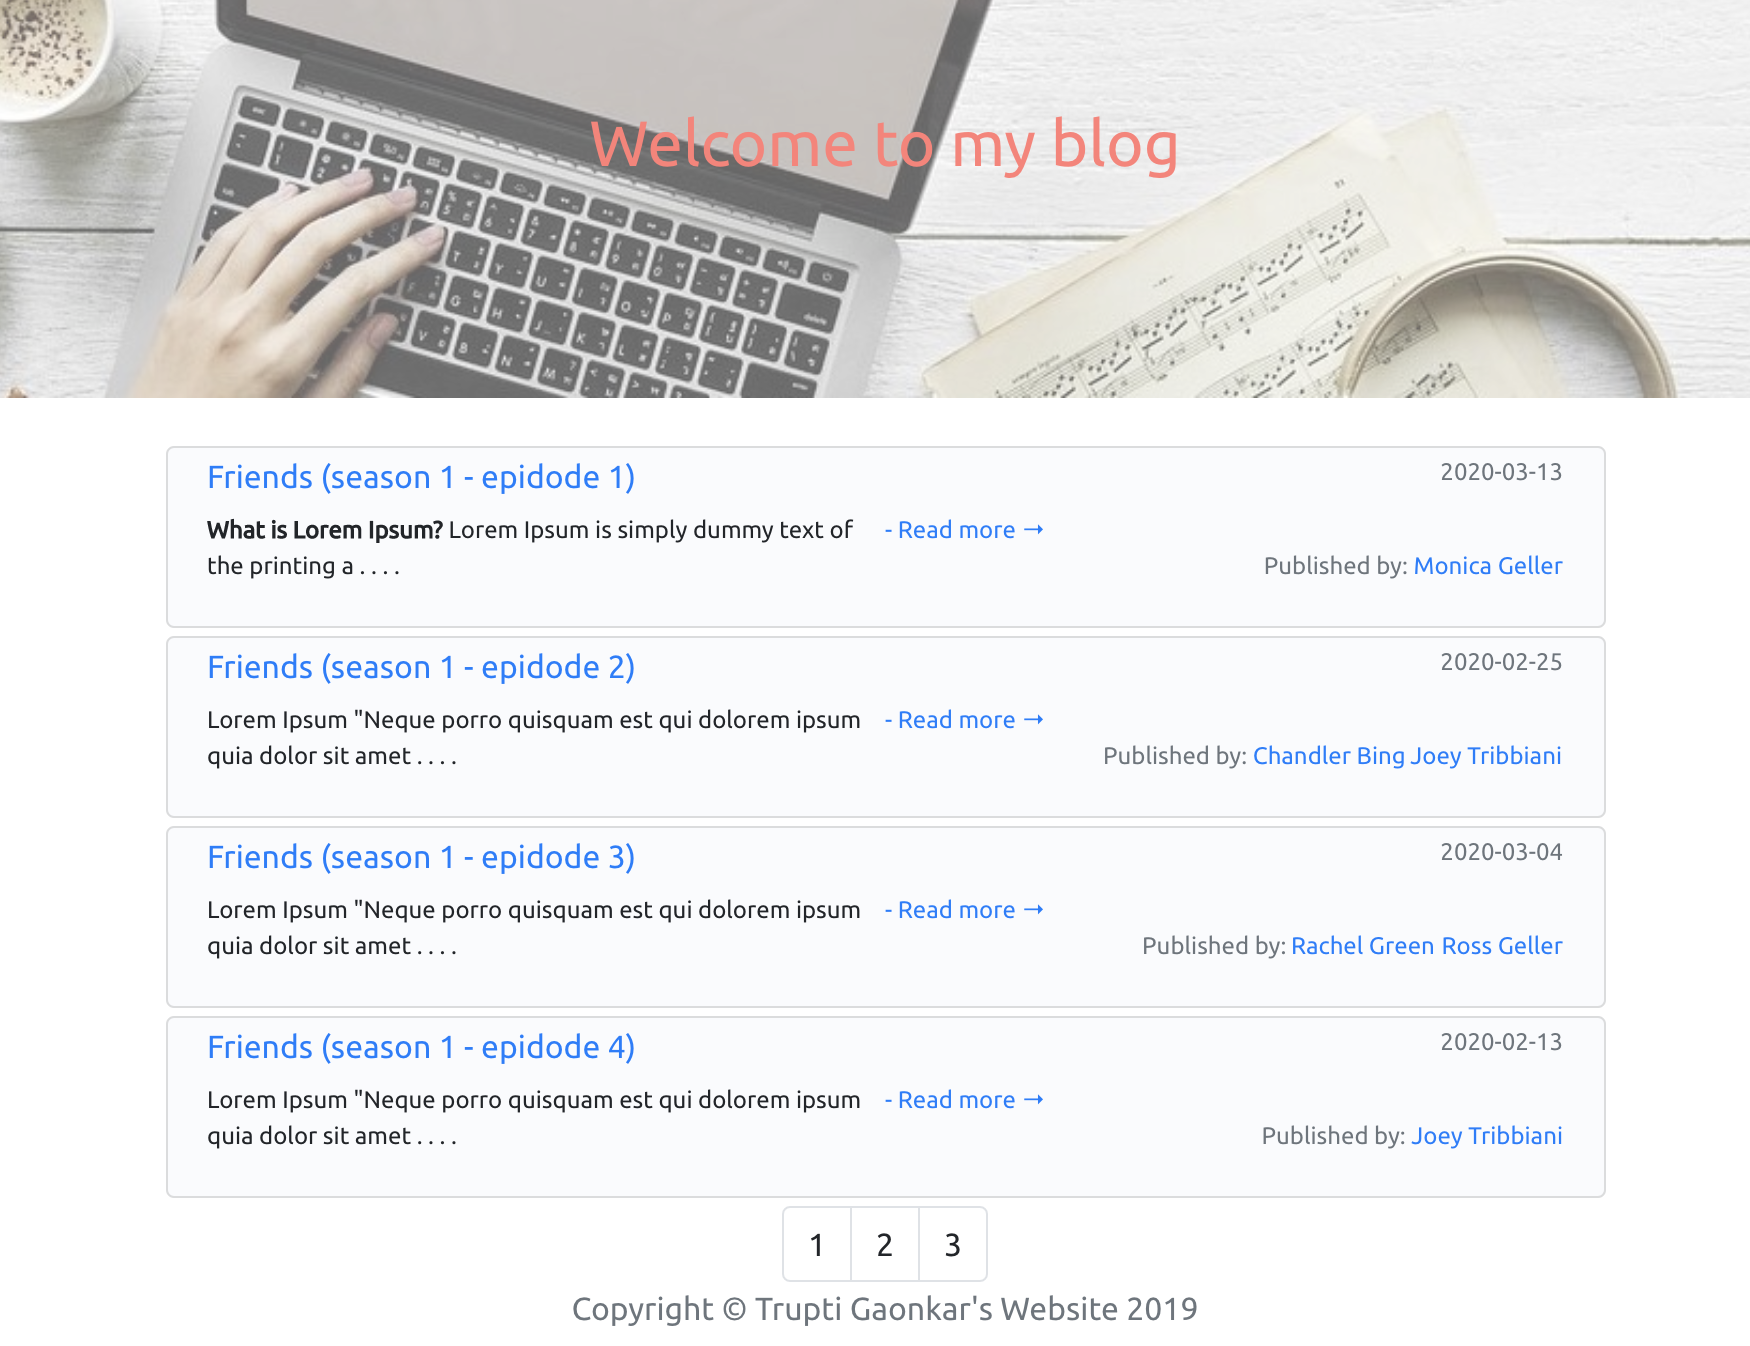 Welcome to my blog
Friends (season 1 - epidode 1)
2020-03-13
What is Lorem Ipsum? Lorem Ipsum is simply dummy text of
the printing a . . . .
- Read more →
Published by: Monica Geller
Friends (season 1 - epidode 2)
2020-02-25
Lorem Ipsum "Neque porro quisquam est qui dolorem ipsum
quia dolor sit amet . . . .
- Read more →
Published by: Chandler Bing Joey Tribbiani
Friends (season 1 - epidode 3)
2020-03-04
Lorem Ipsum "Neque porro quisquam est qui dolorem ipsum
quia dolor sit amet . . . .
- Read more →
Published by: Rachel Green Ross Geller
Friends (season 1 - epidode 4)
2020-02-13
Lorem Ipsum "Neque porro quisquam est qui dolorem ipsum
quia dolor sit amet . . . .
- Read more →
Published by: Joey Tribbiani
1 2 3
Copyright © Trupti Gaonkar's Website 2019